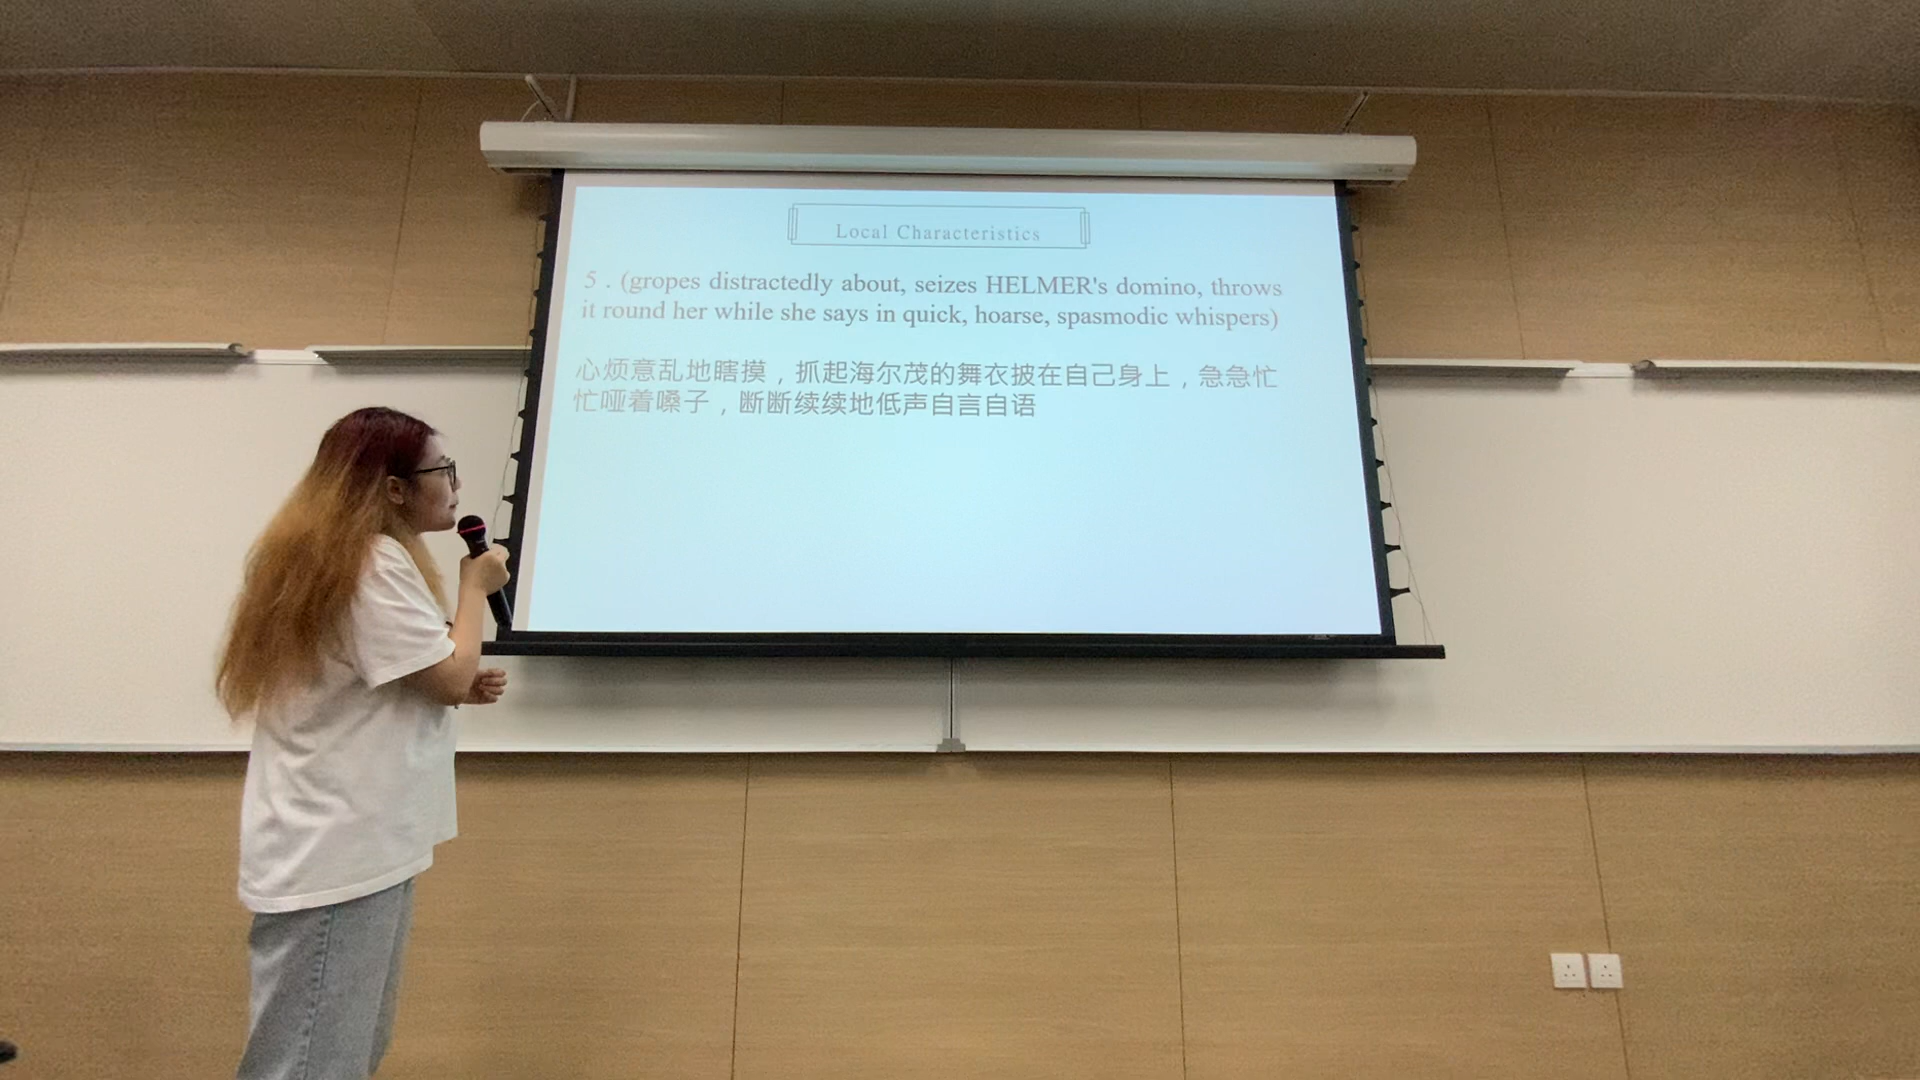 Local Characteristics
5 . (gropes distractedly about, seizes HELMER's domino, throws
it round her while she says in quick, hoarse, spasmodic whispers)
心烦意乱地瞎摸，抓起海尔茂的舞衣披在自己身上，急急忙
忙哑着嗓子，断断续续地低声自言自语